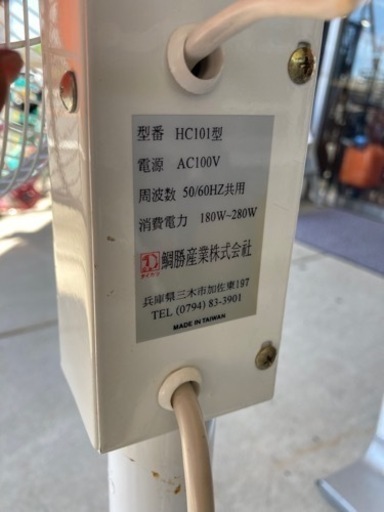 型番 HC101型
電源 AC100V
周波数 50/60HZ共用
消費電力 180W~280W
鯛勝産業株式会社
兵庫県三木市加佐東197
TEL (0794) 83-3901
MADE IN TAIWAN